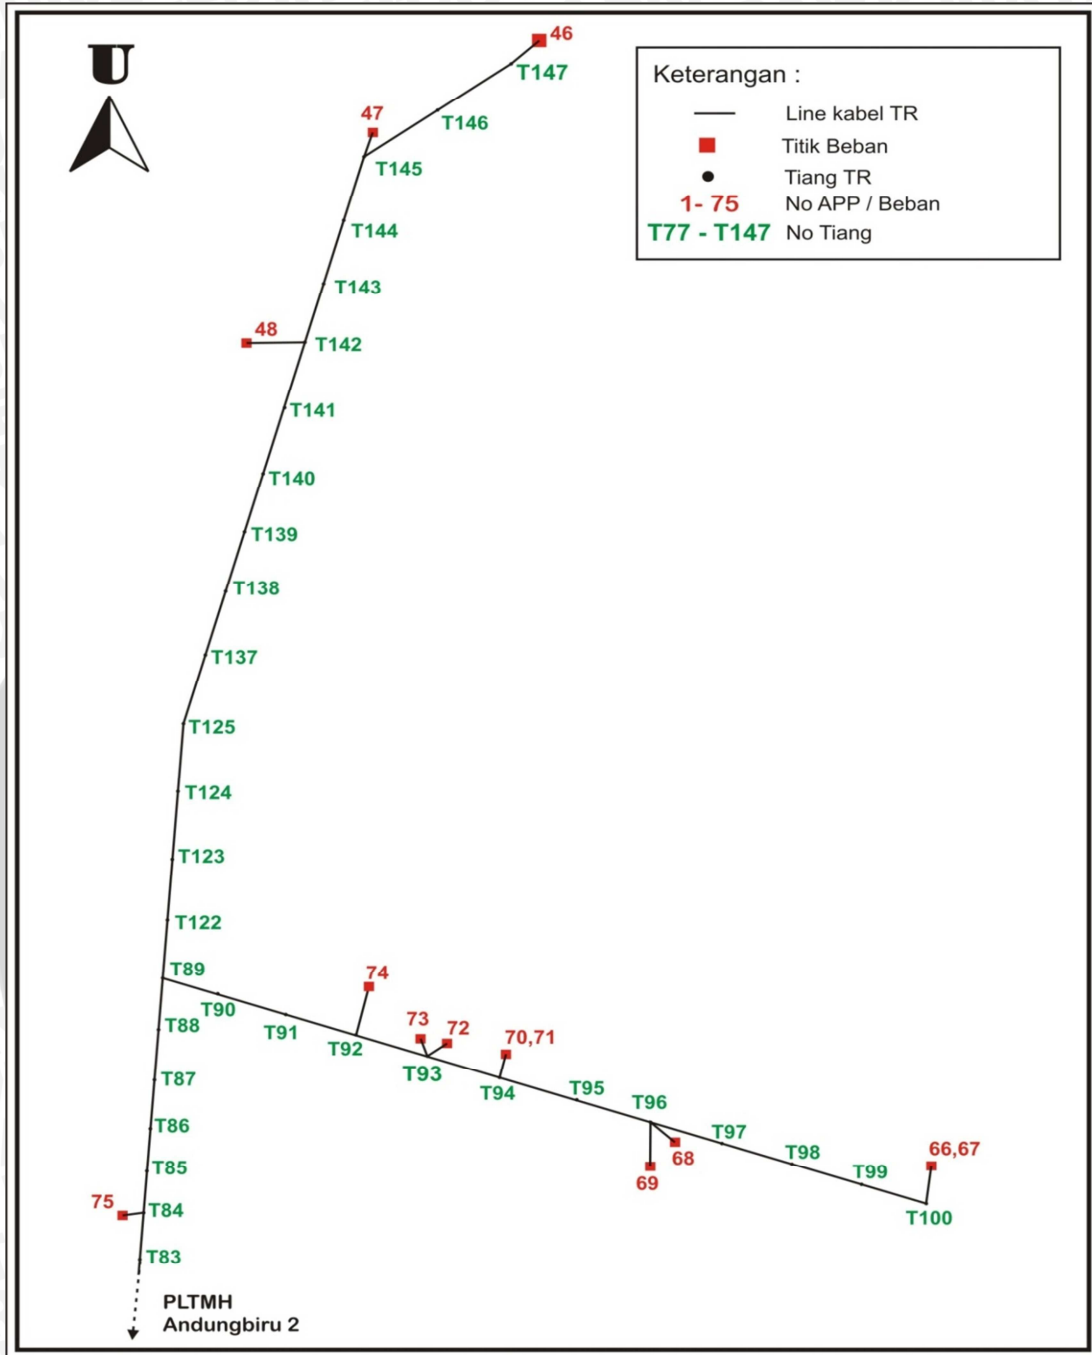 U
46
T147
47
T146
T145
T144
T143
48
T142
T141
T140
T139
T138
T137
T125
T124
T123
T122
T89
T90
T88
T91
74
T92
73
72
T93
70,71
T94
T87
T95
T96
T86
T97
68
69
T98
T85
T99
66,67
T100
75
T84
T83
PLTMH
Andungbiru 2
Keterangan :
Line kabel TR
Titik Beban
Tiang TR
1- 75 No APP / Beban
T77 - T147 No Tiang